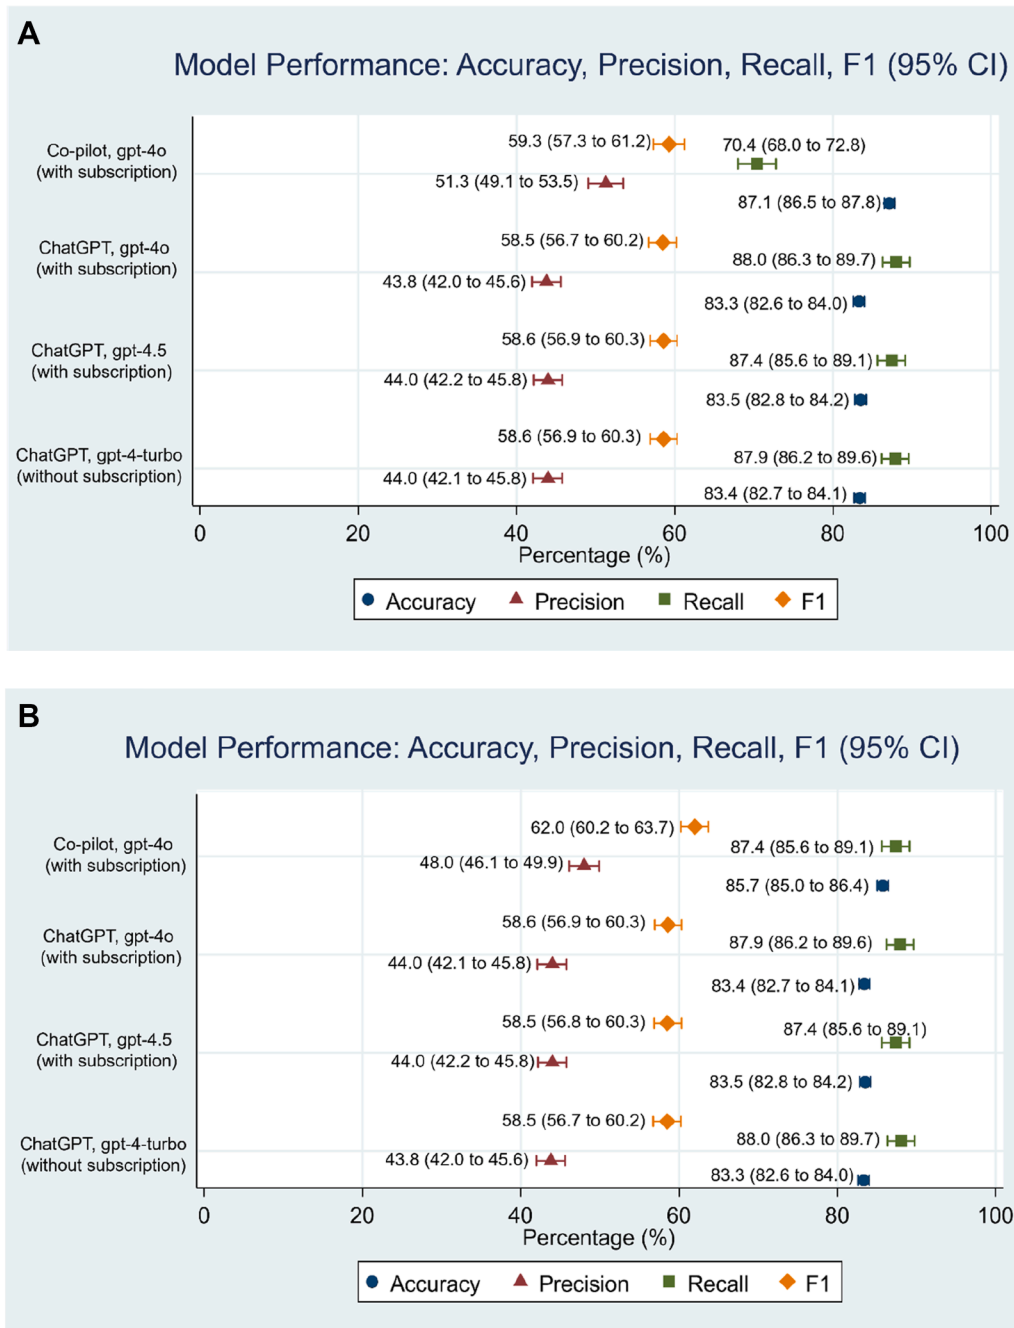 A
Model Performance: Accuracy, Precision, Recall, F1 (95% CI)
Co-pilot, gpt-4o
(with subscription)
59.3 (57.3 to 61.2)
70.4 (68.0 to 72.8)
51.3 (49.1 to 53.5)
87.1 (86.5 to 87.8)
ChatGPT, gpt-4o
(with subscription)
58.5 (56.7 to 60.2)
88.0 (86.3 to 89.7)
43.8 (42.0 to 45.6)
83.3 (82.6 to 84.0)
ChatGPT, gpt-4.5
(with subscription)
58.6 (56.9 to 60.3)
87.4 (85.6 to 89.1)
44.0 (42.2 to 45.8)
83.5 (82.8 to 84.2)
ChatGPT, gpt-4-turbo
(without subscription)
58.6 (56.9 to 60.3)
87.9 (86.2 to 89.6)
44.0 (42.1 to 45.8)
83.4 (82.7 to 84.1)
0 20 40 60 80 100
Percentage (%)
Accuracy Precision Recall F1
B
Model Performance: Accuracy, Precision, Recall, F1 (95% CI)
Co-pilot, gpt-4o
(with subscription)
62.0 (60.2 to 63.7)
87.4 (85.6 to 89.1)
48.0 (46.1 to 49.9)
85.7 (85.0 to 86.4)
ChatGPT, gpt-4o
(with subscription)
58.6 (56.9 to 60.3)
87.9 (86.2 to 89.6)
44.0 (42.1 to 45.8)
83.4 (82.7 to 84.1)
ChatGPT, gpt-4.5
(with subscription)
58.5 (56.8 to 60.3)
87.4 (85.6 to 89.1)
44.0 (42.2 to 45.8)
83.5 (82.8 to 84.2)
ChatGPT, gpt-4-turbo
(without subscription)
58.5 (56.7 to 60.2)
88.0 (86.3 to 89.7)
43.8 (42.0 to 45.6)
83.3 (82.6 to 84.0)
0 20 40 60 80 100
Percentage (%)
Accuracy Precision Recall F1